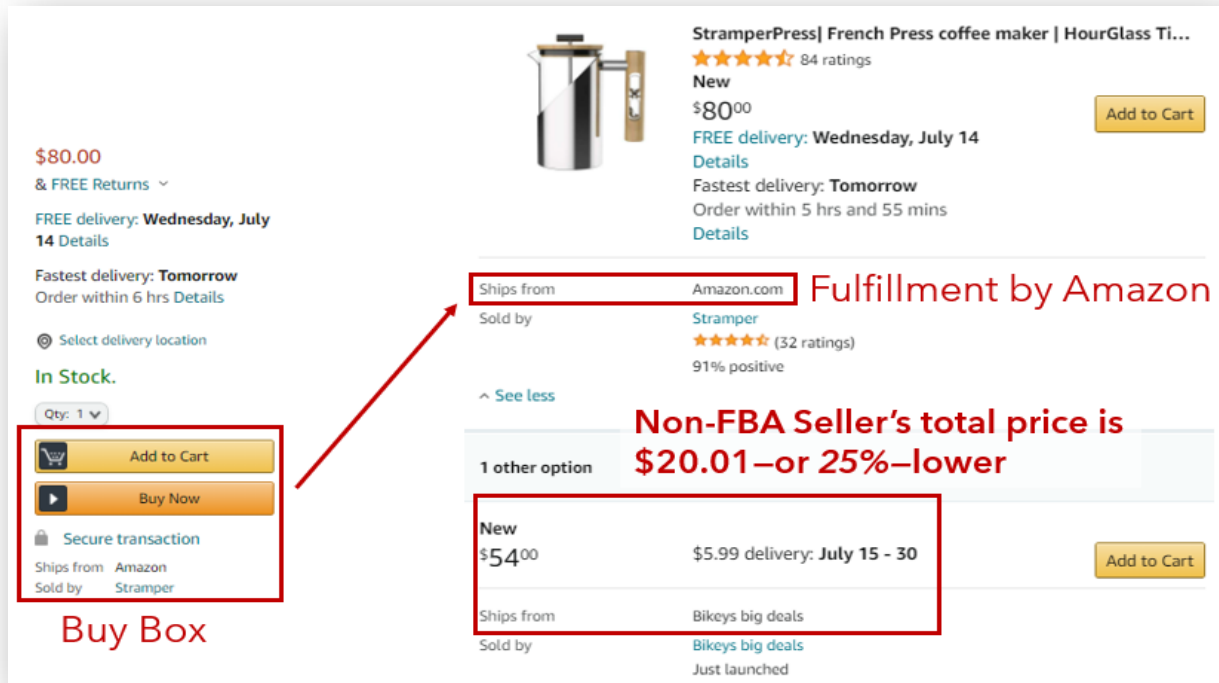 $80.00
& FREE Returns
FREE delivery: Wednesday, July
14 Details
Fastest delivery: Tomorrow
Order within 6 hrs Details
Select delivery location
In Stock.
Qty: 1
Add to Cart
Buy Now
Secure transaction
Ships from Amazon
Sold by Stramper
Buy Box
StramperPress| French Press coffee maker | HourGlass Ti...
84 ratings
New
$8000
Add to Cart
FREE delivery: Wednesday, July 14
Details
Fastest delivery: Tomorrow
Order within 5 hrs and 55 mins
Details
Ships from Amazon.com Fulfillment by Amazon
Sold by Stramper
(32 ratings)
91% positive
See less
Non-FBA Seller's total price is
$20.01—or 25%—lower
1 other option
New
$5400 $5.99 delivery: July 15 - 30 Add to Cart
Ships from Bikeys big deals
Sold by Bikeys big deals
Just launched